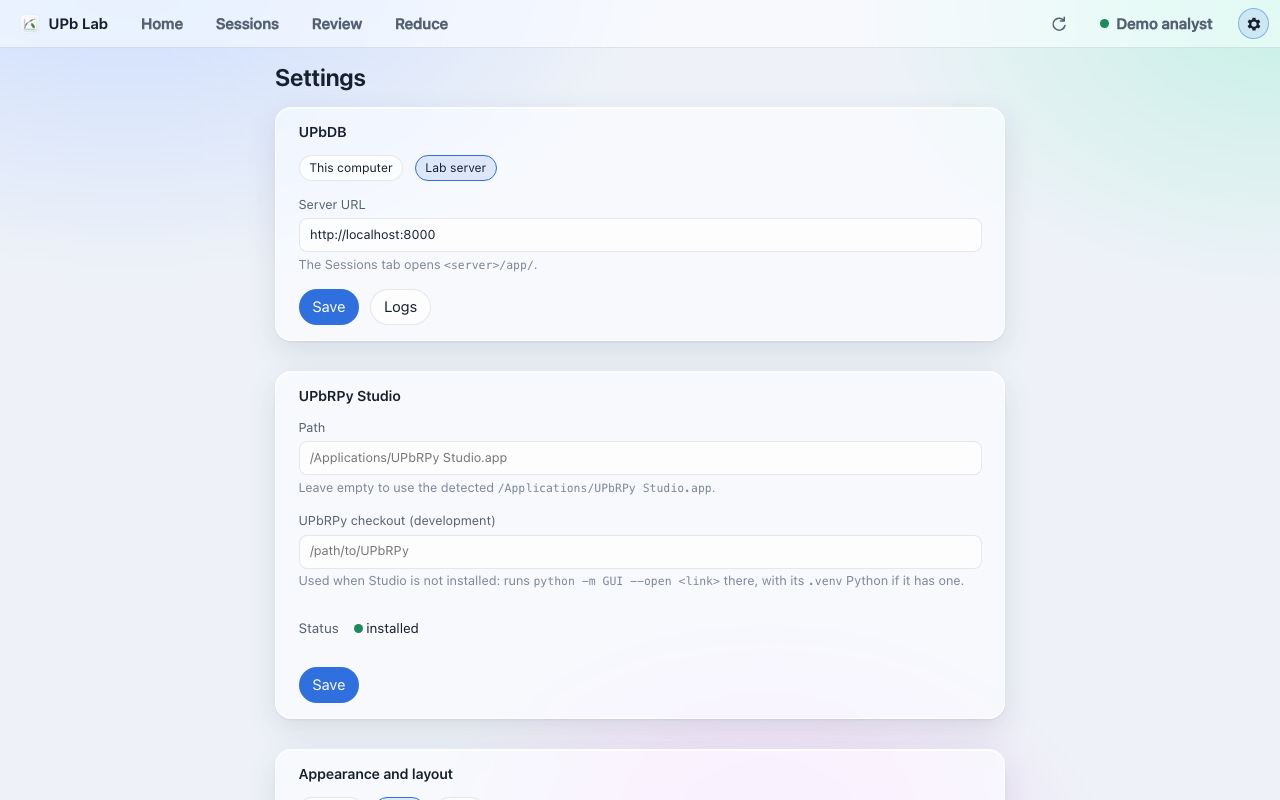 UPb Lab Home Sessions Review Reduce Demo analyst
Settings
UPbDB
This computer Lab server
Server URL
http://localhost:8000
The Sessions tab opens <server>/app/.
Save Logs
UPbRPy Studio
Path
/Applications/UPbRPy Studio.app
Leave empty to use the detected /Applications/UPbRPy Studio.app.
UPbRPy checkout (development)
/path/to/UPbRPy
Used when Studio is not installed: runs python -m GUI --open <link> there, with its .venv Python if it has one.
Status installed
Save
Appearance and layout